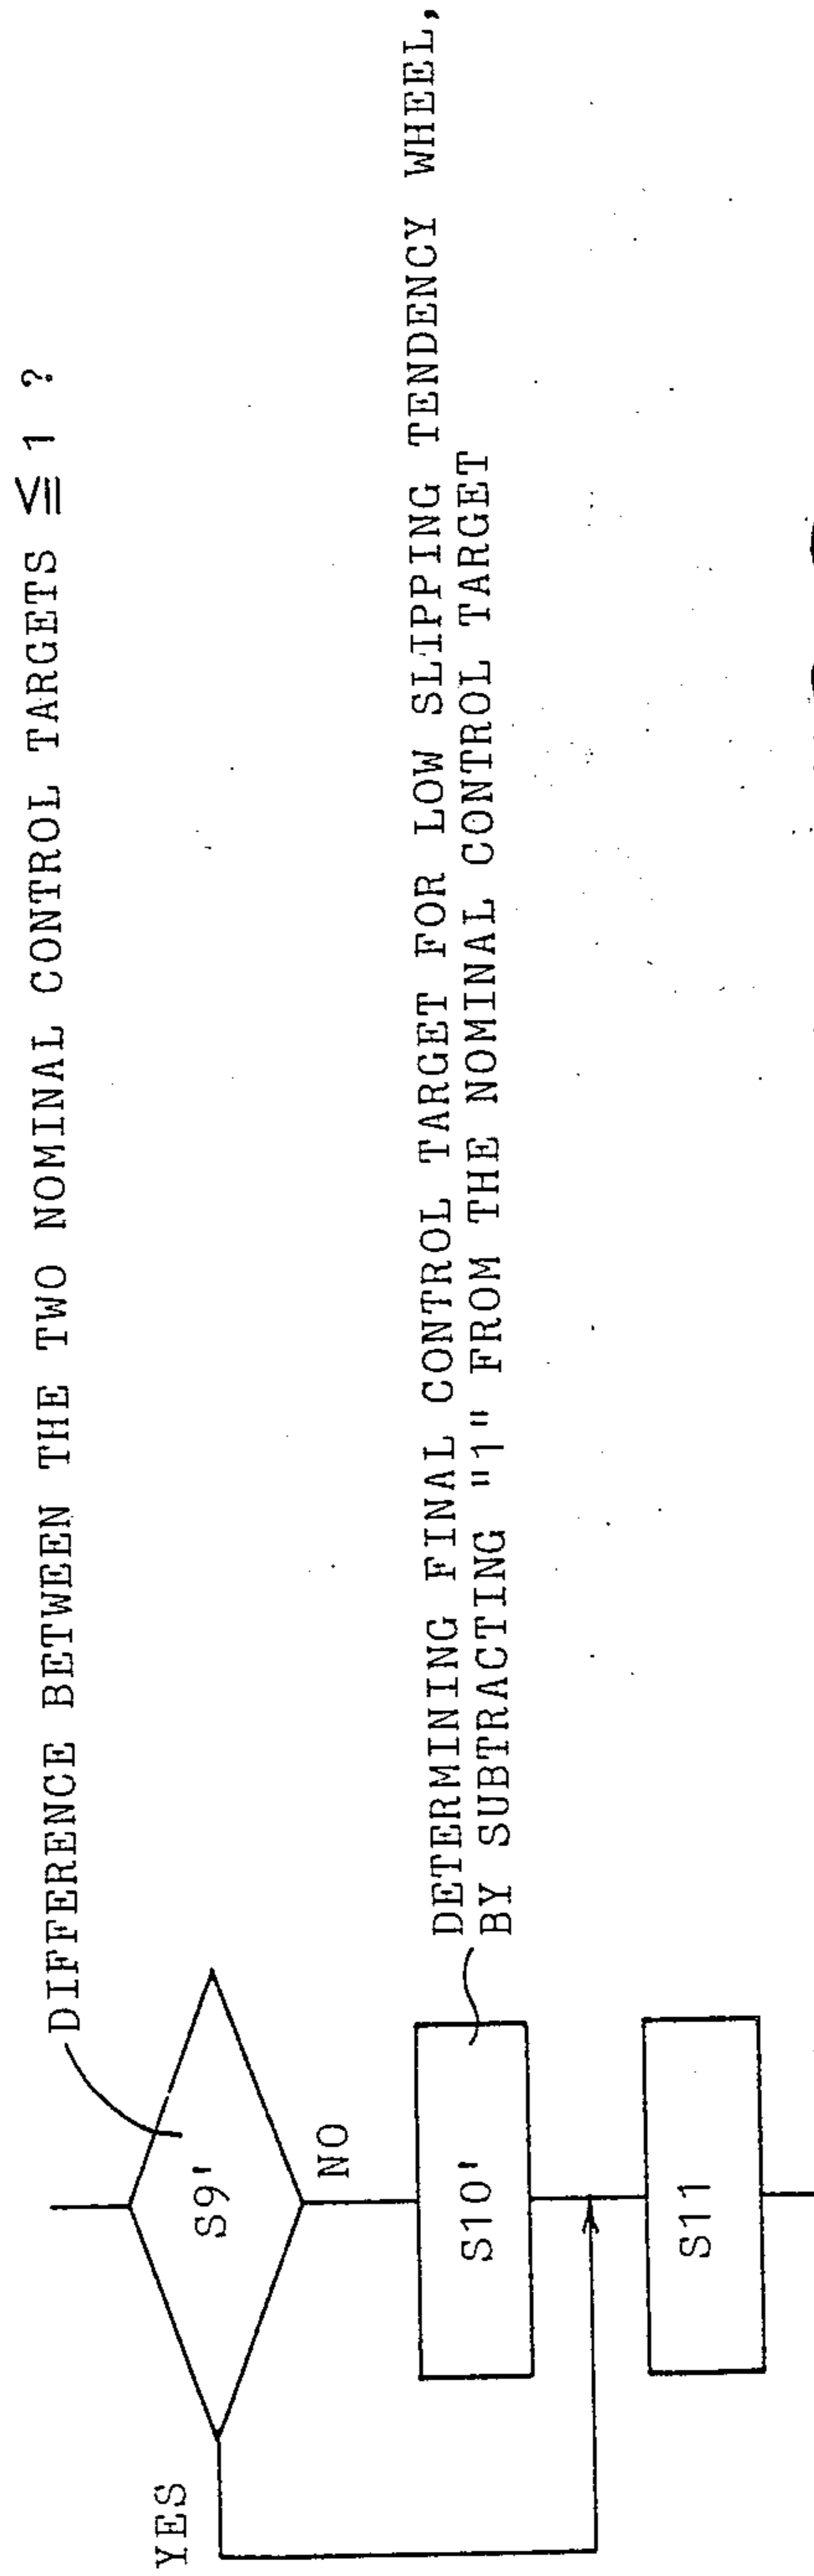 DIFFERENCE BETWEEN THE TWO NOMINAL CONTROL TARGETS ≦ 1 ?
S9'
YES
NO
DETERMINING FINAL CONTROL TARGET FOR LOW SLIPPING TENDENCY WHEEL,
BY SUBTRACTING "1" FROM THE NOMINAL CONTROL TARGET
S10'
S11